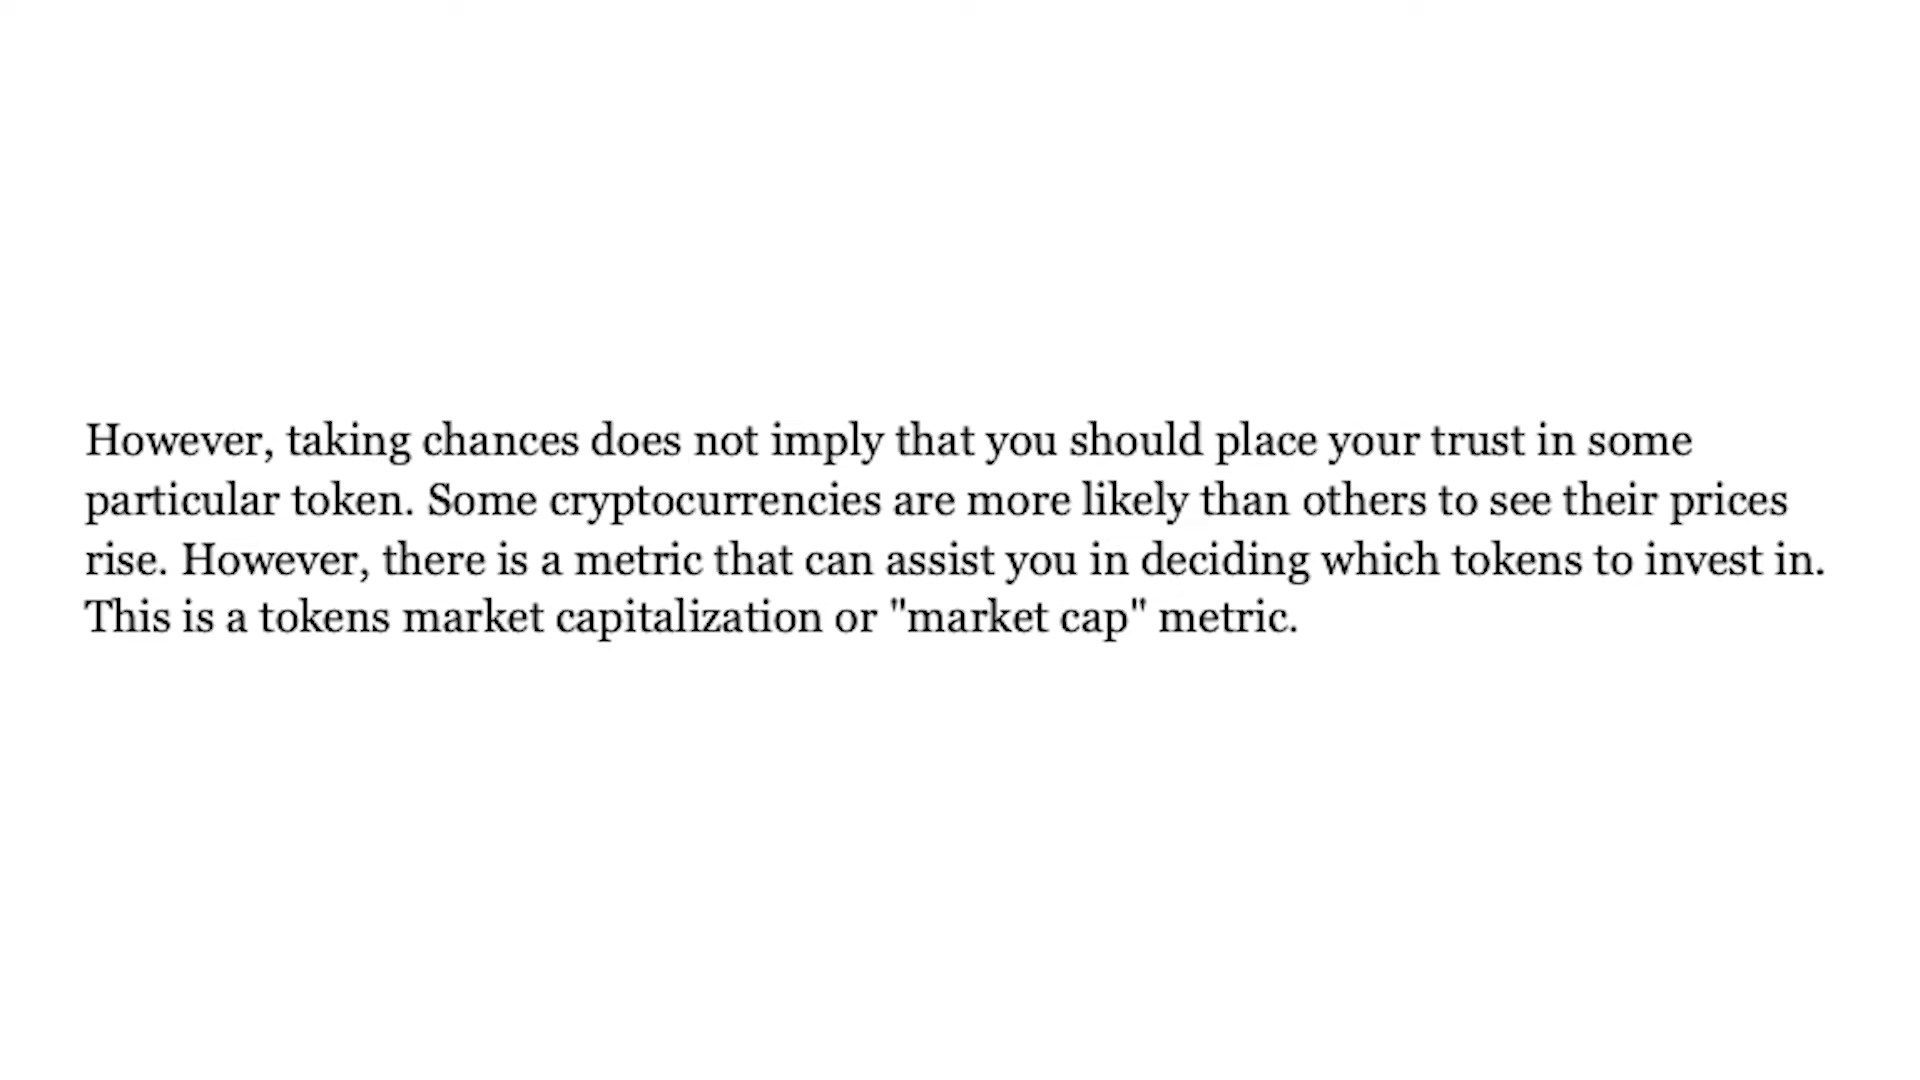 However, taking chances does not imply that you should place your trust in some
particular token. Some cryptocurrencies are more likely than others to see their prices
rise. However, there is a metric that can assist you in deciding which tokens to invest in.
This is a tokens market capitalization or "market cap" metric.